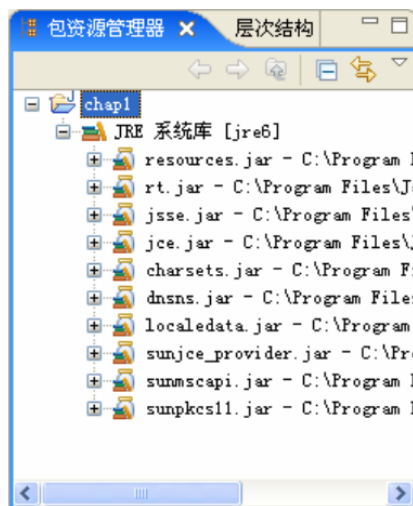 包资源管理器 层次结构
chap1
JRE 系统库 [jre6]
resources.jar - C:\Program
rt.jar - C:\Program Files\J
jsse.jar - C:\Program Files
jce.jar - C:\Program Files\
charsets.jar - C:\Program F
dnsns.jar - C:\Program Files
localedata.jar - C:\Program
sunjce_provider.jar - C:\Pro
sunmscapi.jar - C:\Program
sunpkcs11.jar - C:\Program